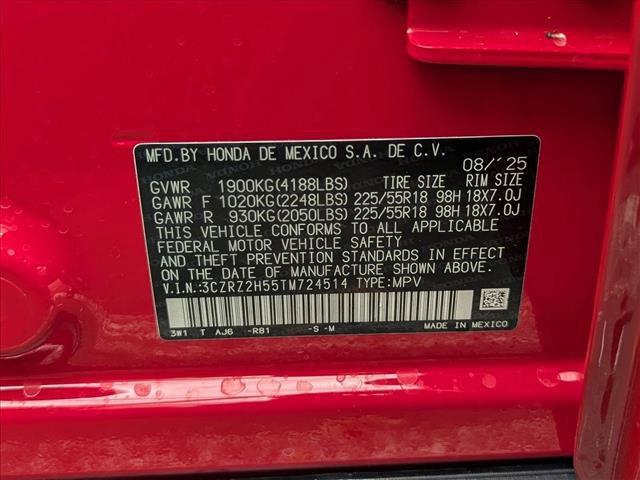 MFD.BY HONDA DE MEXICO S.A. DE C.V. 08/'25
GVWR 1900KG(4188LBS) TIRE SIZE RIM SIZE
GAWR F 1020KG(2248LBS) 225/55R18 98H 18X7.0J
GAWR R 930KG(2050LBS) 225/55R18 98H 18X7.0J
THIS VEHICLE CONFORMS TO ALL APPLICABLE
FEDERAL MOTOR VEHICLE SAFETY
AND THEFT PREVENTION STANDARDS IN EFFECT
ON THE DATE OF MANUFACTURE SHOWN ABOVE.
V.I.N.:3CZRZ2H55TM724514 TYPE:MPV
3W1 T AJ6 -RB1 -S -M MADE IN MEXICO